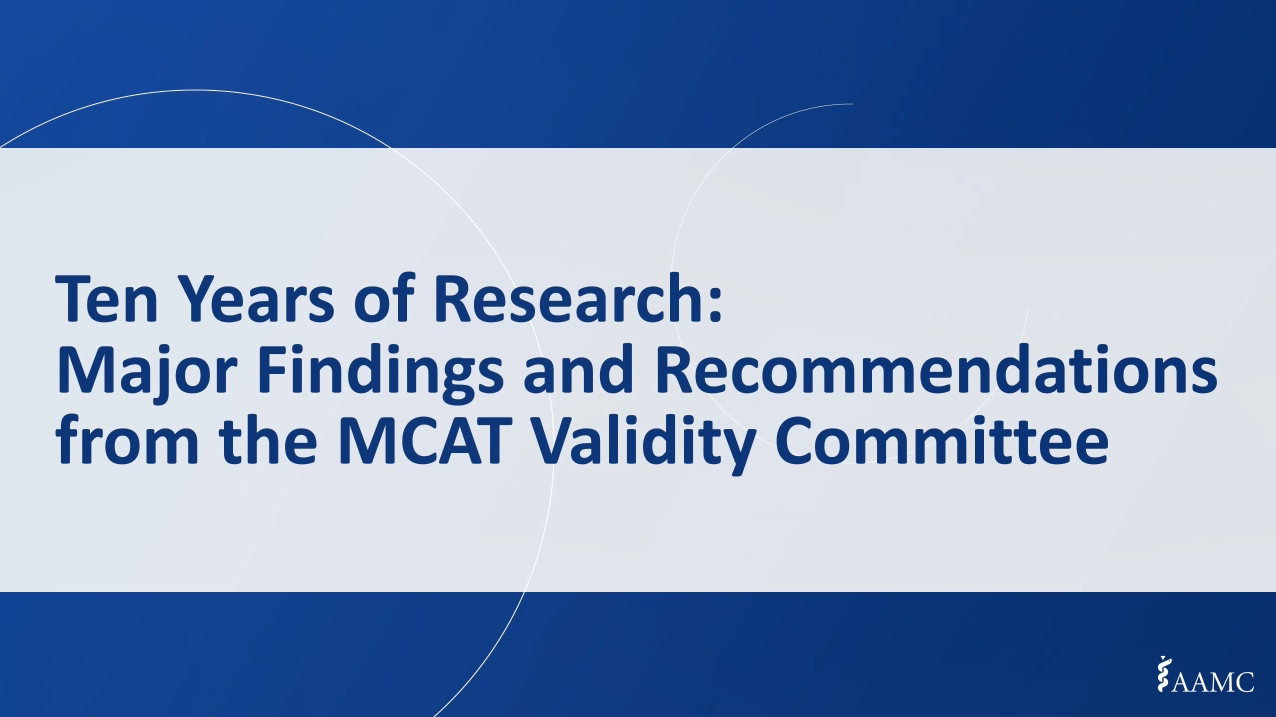 Ten Years of Research:
Major Findings and Recommendations
from the MCAT Validity Committee
AAMC